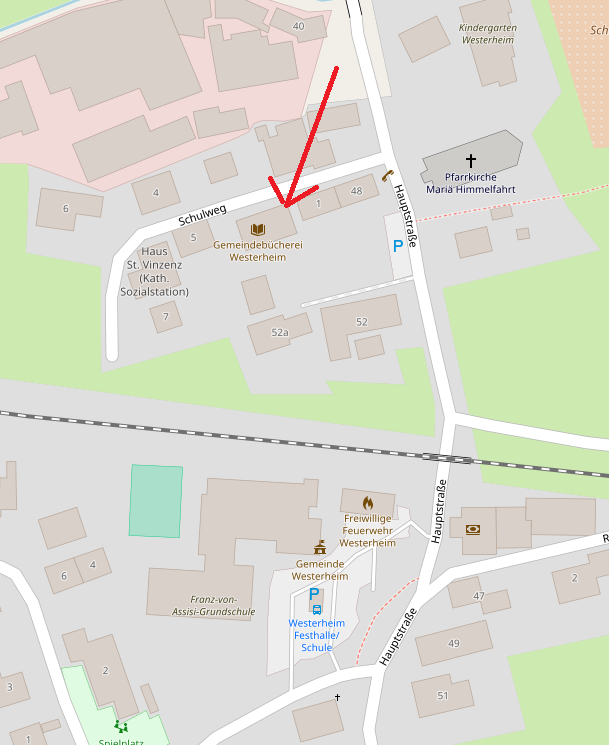 40
Kindergarten
Westerheim
Sch
Pfarrkirche
Mariä Himmelfahrt
4
6
48
1
Schulweg
Hauptstraße
5
Gemeindebücherei
Westerheim
P
Haus
St. Vinzenz
(Kath.
Sozialstation)
7
52
52a
Hauptstraße
Freiwillige
Feuerwehr
Westerheim
Gemeinde
Westerheim
R
4
6
2
Franz-von-
Assisi-Grundschule
P
Westerheim
Festhalle/
Schule
47
Hauptstraße
49
2
3
51
1
Spielplatz